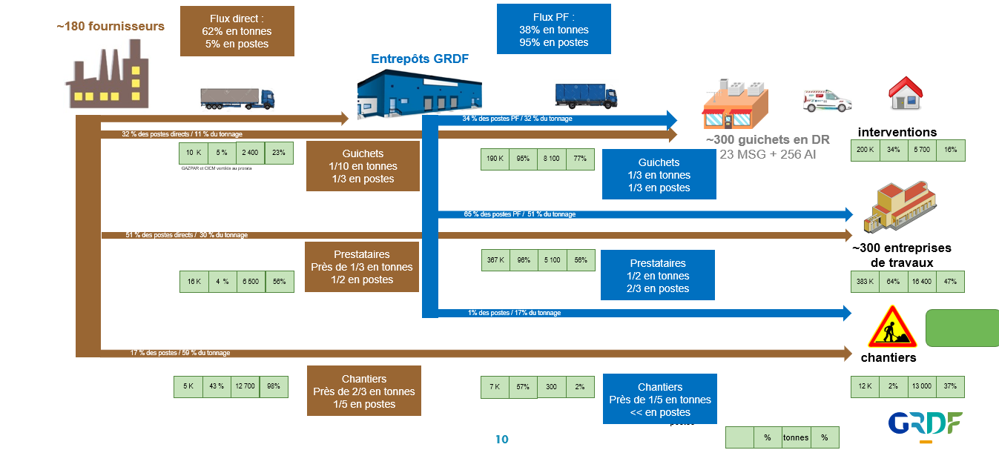 ~180 fournisseurs
Flux direct :
62% en tonnes
5% en postes
Flux PF :
38% en tonnes
95% en postes
Entrepôts GRDF
34 % des postes PF / 32 % du tonnage
32 % des postes directs / 11 % du tonnage
~300 guichets en DR
23 MSG + 256 AI
interventions
10 K 5 % 2 400 23%
GAZPAR et CICM ventilés au prorata
Guichets
1/10 en tonnes
1/3 en postes
190 K 95% 8 100 77%
Guichets
1/3 en tonnes
1/3 en postes
200 K 34% 5 700 16%
65 % des postes PF / 51 % du tonnage
51 % des postes directs / 30 % du tonnage
~300 entreprises
de travaux
Prestataires
Près de 1/3 en tonnes
1/2 en postes
367 K 96% 5 100 56%
Prestataires
1/2 en tonnes
2/3 en postes
16 K 4 % 6 500 56%
383 K 64% 16 400 47%
1% des postes / 17% du tonnage
17 % des postes / 59 % du tonnage
chantiers
5 K 43 % 12 700 98%
Chantiers
Près de 2/3 en tonnes
1/5 en postes
7 K 57% 300 2%
Chantiers
Près de 1/5 en tonnes
<< en postes
12 K 2% 13 000 37%
postes
% tonnes %
GRDF
10